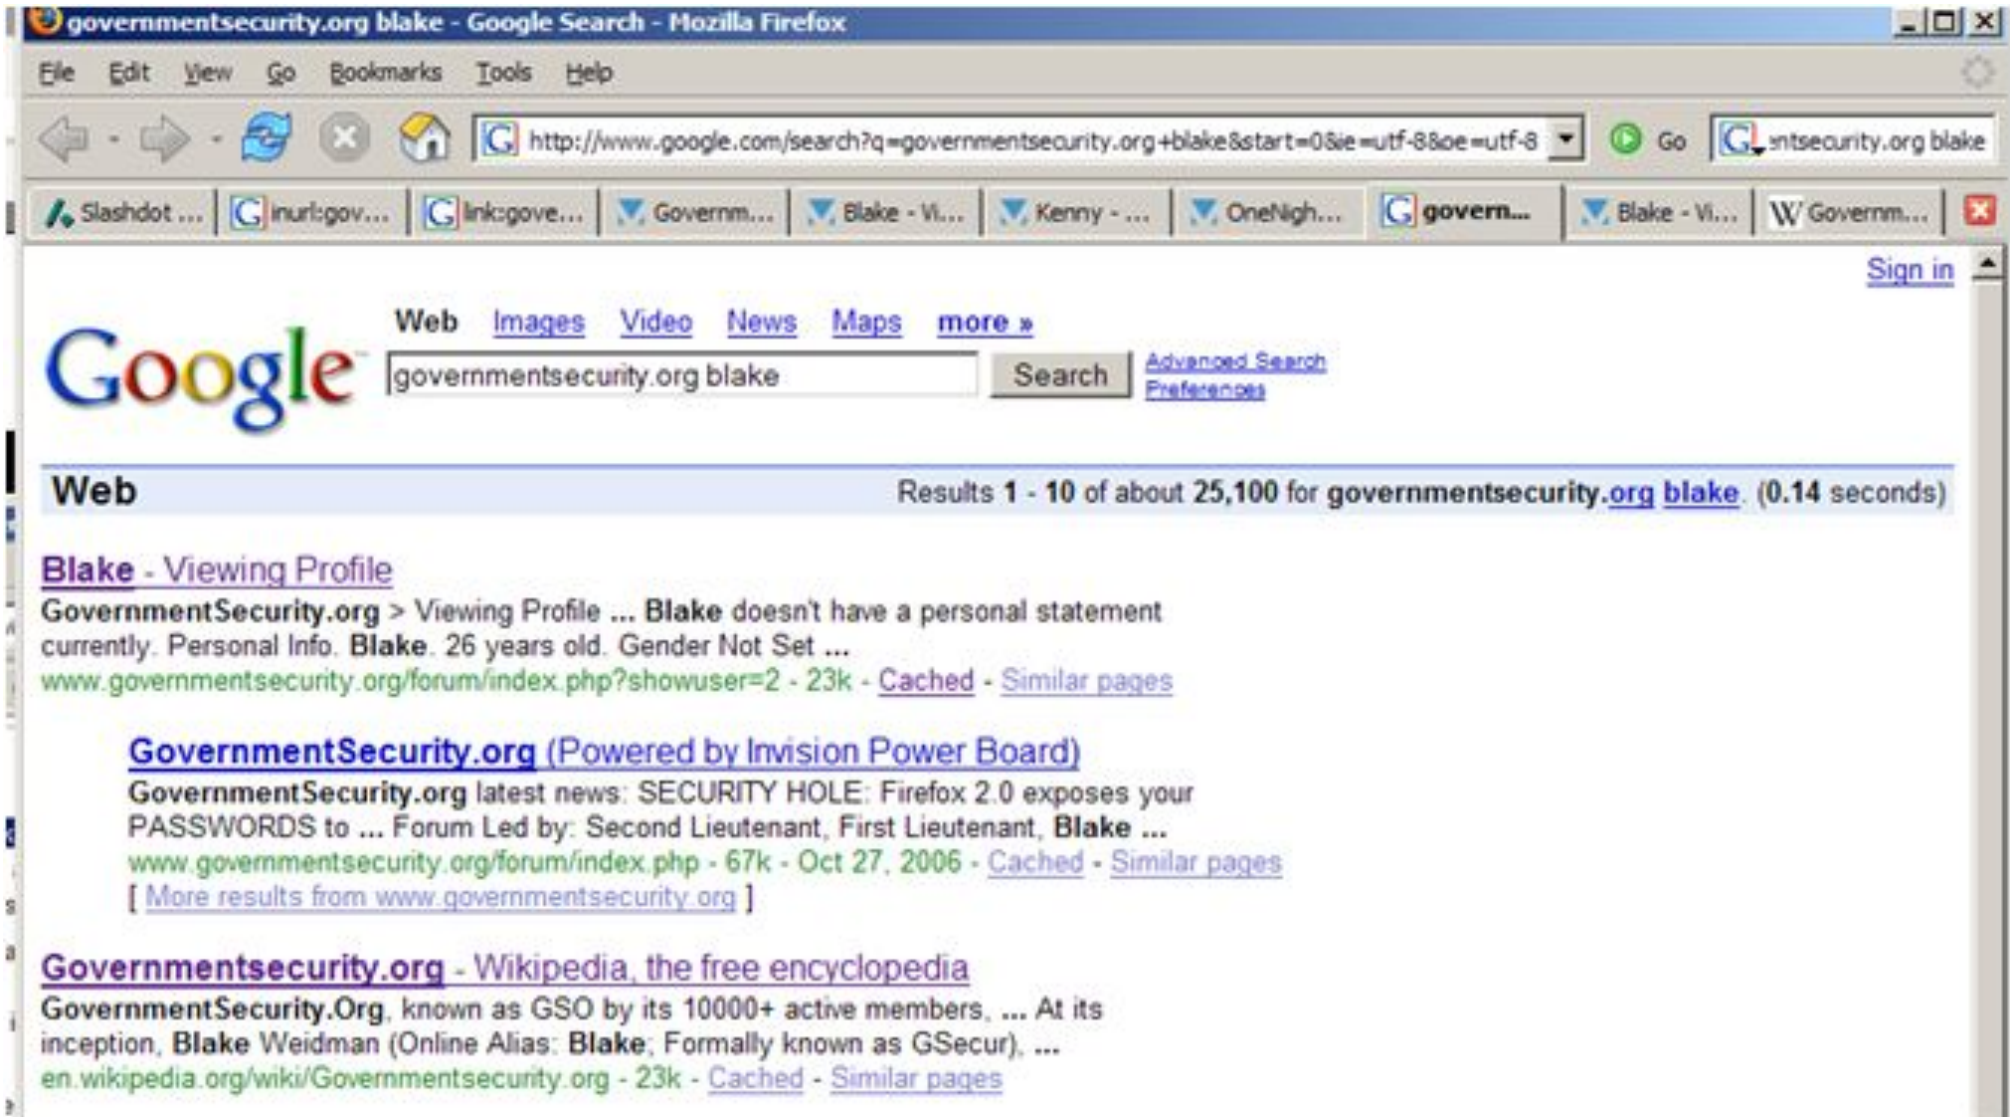 governmentsecurity.org blake - Google Search - Mozilla Firefox
File Edit View Go Bookmarks Tools Help
http://www.google.com/search?q=governmentsecurity.org+blake&start=0&ie=utf-8&oe=utf-8 Go ntsecurity.org blake
Slashdot ... inurl:gov... link:gove... Governm... Blake - Vi... Kenny - ... OneNigh... govern... Blake - Vi... W Governm...
Sign in
Web Images Video News Maps more »
Google governmentsecurity.org blake Search Advanced Search
Preferences
Web Results 1 - 10 of about 25,100 for governmentsecurity.org blake. (0.14 seconds)
Blake - Viewing Profile
GovernmentSecurity.org > Viewing Profile ... Blake doesn't have a personal statement
currently. Personal Info. Blake. 26 years old. Gender Not Set ...
www.governmentsecurity.org/forum/index.php?showuser=2 - 23k - Cached - Similar pages
GovernmentSecurity.org (Powered by Invision Power Board)
GovernmentSecurity.org latest news: SECURITY HOLE: Firefox 2.0 exposes your
PASSWORDS to ... Forum Led by: Second Lieutenant, First Lieutenant, Blake ...
www.governmentsecurity.org/forum/index.php - 67k - Oct 27, 2006 - Cached - Similar pages
[ More results from www.governmentsecurity.org ]
Governmentsecurity.org - Wikipedia, the free encyclopedia
GovernmentSecurity.Org, known as GSO by its 10000+ active members, ... At its
inception, Blake Weidman (Online Alias: Blake; Formally known as GSecur), ...
en.wikipedia.org/wiki/Governmentsecurity.org - 23k - Cached - Similar pages